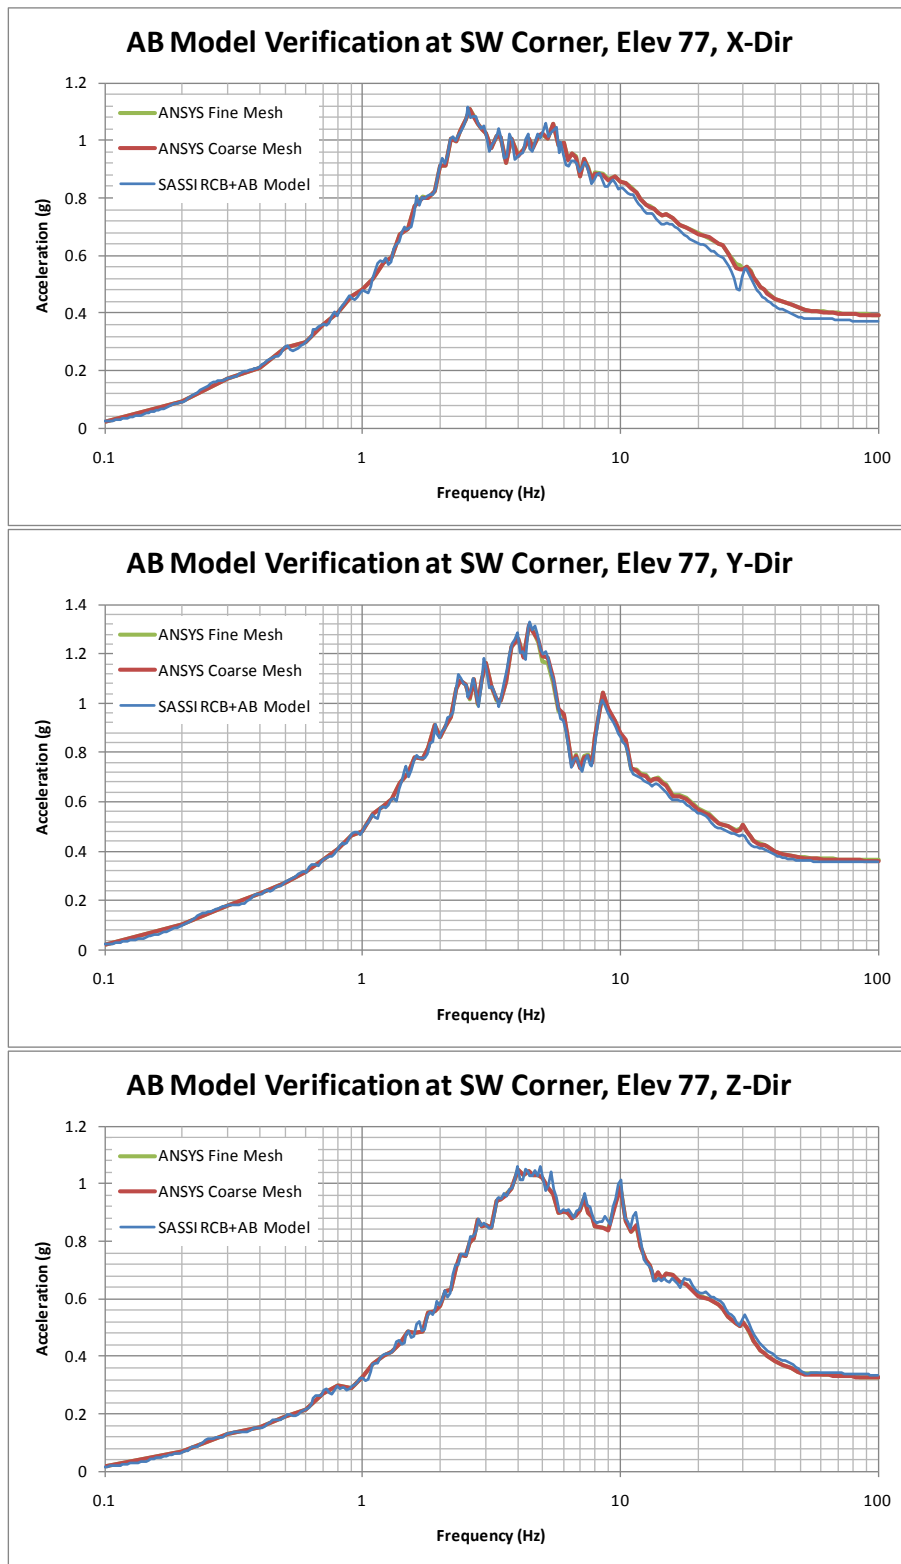 AB Model Verification at SW Corner, Elev 77, X-Dir
1.2
1
0.8
0.6
0.4
0.2
0
Acceleration (g)
ANSYS Fine Mesh
ANSYS Coarse Mesh
SASSI RCB+AB Model
0.1
1
10
100
Frequency (Hz)
AB Model Verification at SW Corner, Elev 77, Y-Dir
1.4
1.2
1
0.8
0.6
0.4
0.2
0
Acceleration (g)
ANSYS Fine Mesh
ANSYS Coarse Mesh
SASSI RCB+AB Model
0.1
1
10
100
Frequency (Hz)
AB Model Verification at SW Corner, Elev 77, Z-Dir
1.2
1
0.8
0.6
0.4
0.2
0
Acceleration (g)
ANSYS Fine Mesh
ANSYS Coarse Mesh
SASSI RCB+AB Model
0.1
1
10
100
Frequency (Hz)